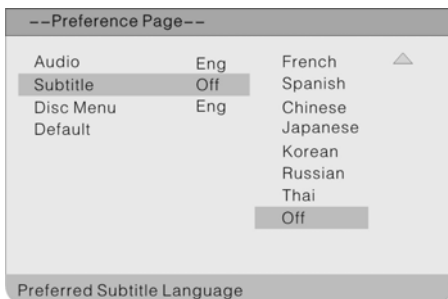 --Preference Page--
Audio Eng French
Subtitle Off Spanish
Disc Menu Eng Chinese
Default Japanese
Korean
Russian
Thai
Off
Preferred Subtitle Language